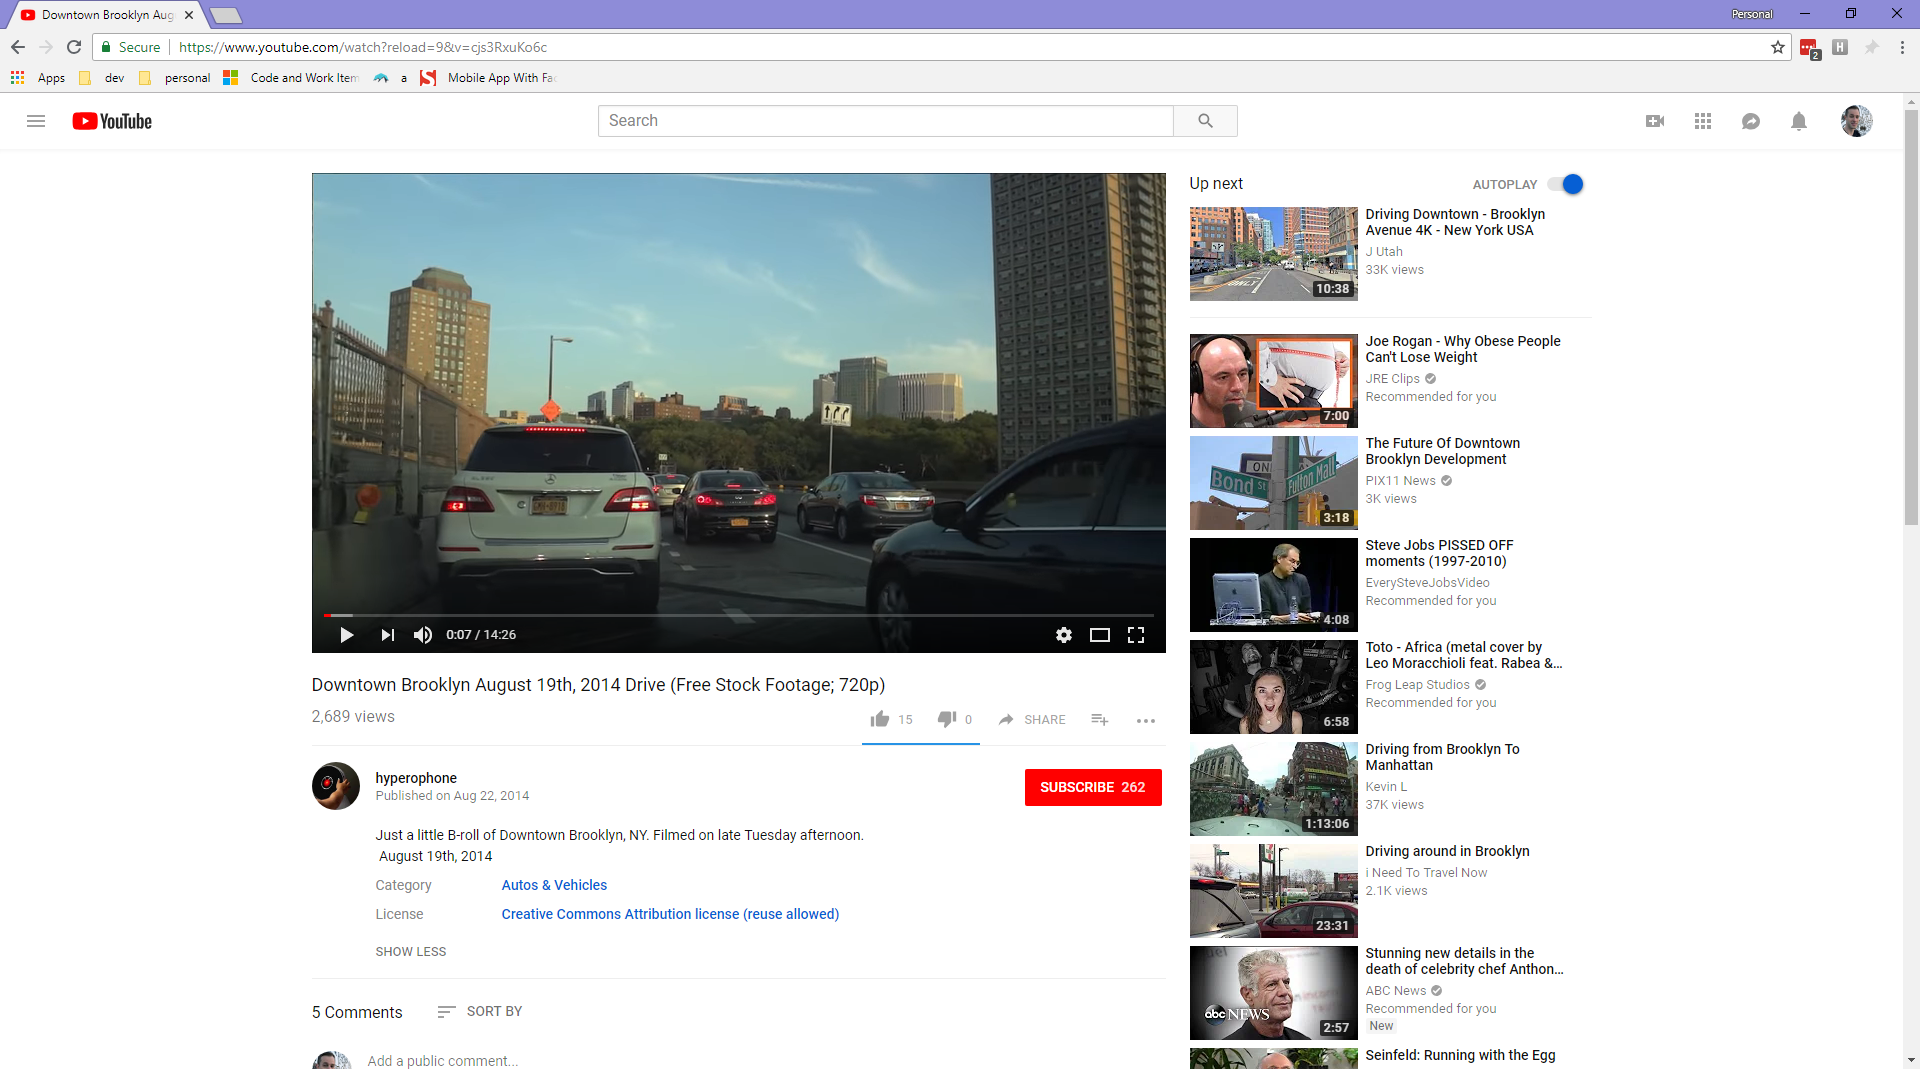 Downtown Brooklyn Aug
Personal
Secure
https://www.youtube.com/watch?reload=9&v=cjs3RxuKo6c
2
H
Apps
dev
personal
Code and Work Item
a
Mobile App With Fac
YouTube
Search
0:07 / 14:26
Downtown Brooklyn August 19th, 2014 Drive (Free Stock Footage; 720p)
2,689 views
15
0
SHARE
hyperophone
Published on Aug 22, 2014
SUBSCRIBE 262
Just a little B-roll of Downtown Brooklyn, NY. Filmed on late Tuesday afternoon.
August 19th, 2014
Category
Autos & Vehicles
License
Creative Commons Attribution license (reuse allowed)
SHOW LESS
5 Comments
SORT BY
Add a public comment...
Up next
AUTOPLAY
ONLY
10:38
Driving Downtown - Brooklyn
Avenue 4K - New York USA
J Utah
33K views
7:00
Joe Rogan - Why Obese People
Can't Lose Weight
JRE Clips
Recommended for you
Bond St
Fulton Mall
3:18
The Future Of Downtown
Brooklyn Development
PIX11 News
3K views
4:08
Steve Jobs PISSED OFF
moments (1997-2010)
EverySteveJobsVideo
Recommended for you
6:58
Toto - Africa (metal cover by
Leo Moracchioli feat. Rabea &...
Frog Leap Studios
Recommended for you
1:13:06
Driving from Brooklyn To
Manhattan
Kevin L
37K views
23:31
Driving around in Brooklyn
i Need To Travel Now
2.1K views
abc NEWS
2:57
Stunning new details in the
death of celebrity chef Anthon...
ABC News
Recommended for you
New
Seinfeld: Running with the Egg